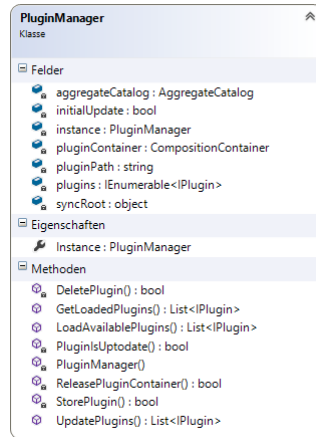 PluginManager
Klasse
Felder
aggregateCatalog : AggregateCatalog
initialUpdate : bool
instance : PluginManager
pluginContainer : CompositionContainer
pluginPath : string
plugins : IEnumerable<IPlugin>
syncRoot : object
Eigenschaften
Instance : PluginManager
Methoden
DeletePlugin() : bool
GetLoadedPlugins() : List<IPlugin>
LoadAvailablePlugins() : List<IPlugin>
PluginIsUptodate() : bool
PluginManager()
ReleasePluginContainer() : bool
StorePlugin() : bool
UpdatePlugins() : List<IPlugin>